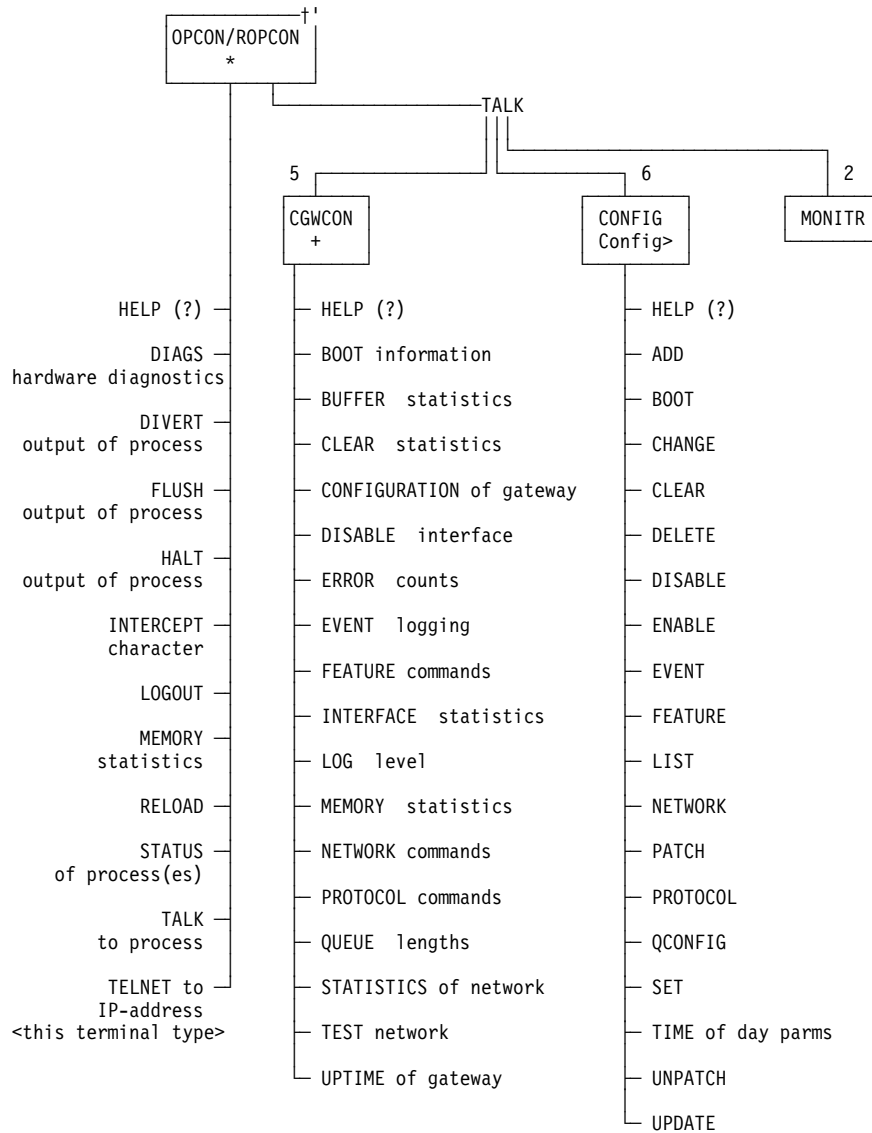 †'
OPCON/ROPCON
*
TALK
5
6
2
CGWCON
+
CONFIG
Config>
MONITR
HELP (?)
DIAGS
hardware diagnostics
DIVERT
output of process
FLUSH
output of process
HALT
output of process
INTERCEPT
character
LOGOUT
MEMORY
statistics
RELOAD
STATUS
of process(es)
TALK
to process
TELNET to
IP-address
<this terminal type>
HELP (?)
BOOT information
BUFFER statistics
CLEAR statistics
CONFIGURATION of gateway
DISABLE interface
ERROR counts
EVENT logging
FEATURE commands
INTERFACE statistics
LOG level
MEMORY statistics
NETWORK commands
PROTOCOL commands
QUEUE lengths
STATISTICS of network
TEST network
UPTIME of gateway
HELP (?)
ADD
BOOT
CHANGE
CLEAR
DELETE
DISABLE
ENABLE
EVENT
FEATURE
LIST
NETWORK
PATCH
PROTOCOL
QCONFIG
SET
TIME of day parms
UNPATCH
UPDATE